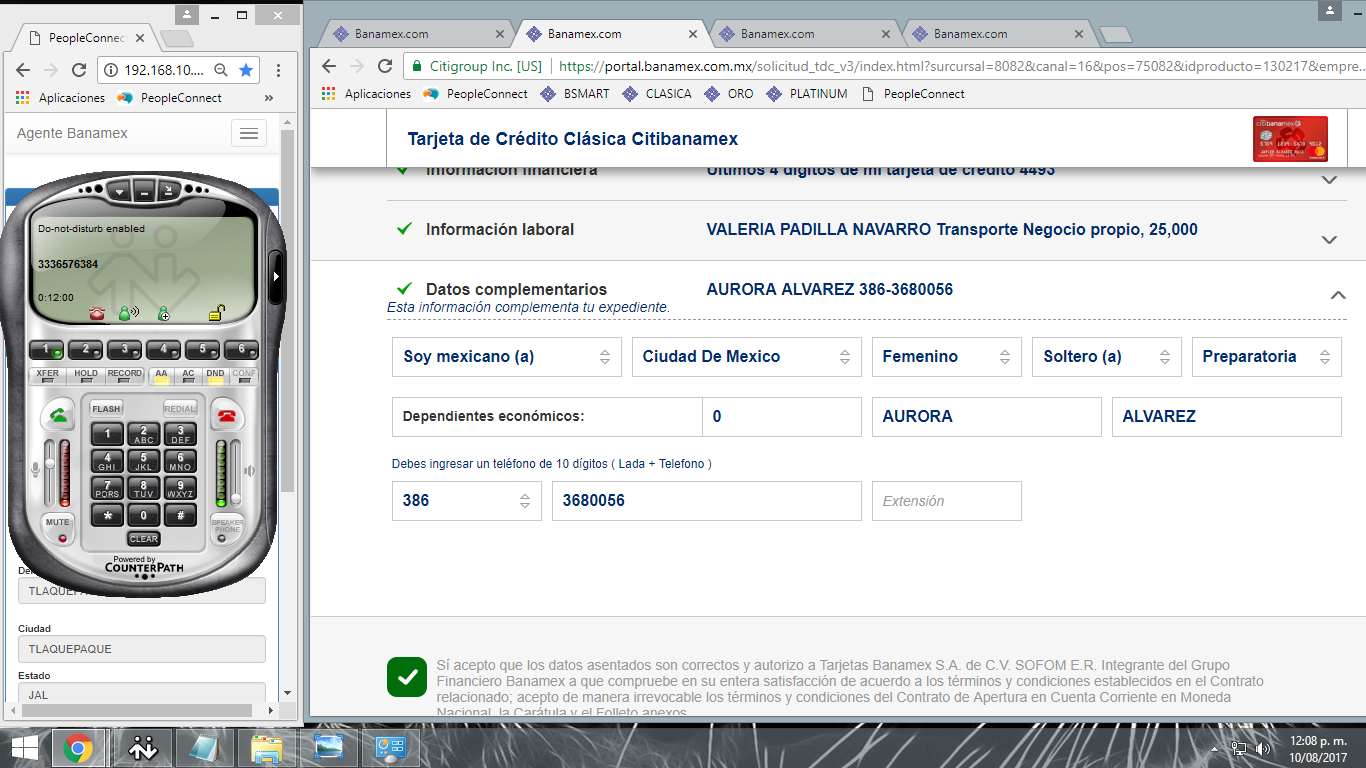 PeopleConnec
192.168.10....
Aplicaciones
PeopleConnect
»
Agente Banamex
Do-not-disturb enabled
3336576384
0:12:00
1 2 3 4 5 6
XFER HOLD RECORD AA AC DND CONF
FLASH REDIAL
1 2 ABC 3 DEF
4 GHI 5 JKL 6 MNO
7 PQRS 8 TUV 9 WXYZ
* 0 #
MUTE
SPEAKER PHONE
CLEAR
Powered by
COUNTERPATH
TLAQUEPA
Ciudad
TLAQUEPAQUE
Estado
JAL
Banamex.com Banamex.com Banamex.com Banamex.com
Citigroup Inc. [US] https://portal.banamex.com.mx/solicitud_tdc_v3/index.html?surcursal=8082&canal=16&pos=75082&idproducto=130217&empre...
Aplicaciones PeopleConnect BSMART CLASICA ORO PLATINUM PeopleConnect
Tarjeta de Crédito Clásica Citibanamex
citibanamex
Información financiera Últimos 4 dígitos de mi tarjeta de crédito 4493
Información laboral VALERIA PADILLA NAVARRO Transporte Negocio propio, 25,000
Datos complementarios AURORA ALVAREZ 386-3680056
Esta información complementa tu expediente.
Soy mexicano (a) Ciudad De Mexico Femenino Soltero (a) Preparatoria
Dependientes económicos: 0 AURORA ALVAREZ
Debes ingresar un teléfono de 10 dígitos ( Lada + Telefono )
386 3680056 Extensión
Sí acepto que los datos asentados son correctos y autorizo a Tarjetas Banamex S.A. de C.V. SOFOM E.R. Integrante del Grupo
Financiero Banamex a que compruebe en su entera satisfacción de acuerdo a los términos y condiciones establecidos en el Contrato
relacionado; acepto de manera irrevocable los términos y condiciones del Contrato de Apertura en Cuenta Corriente en Moneda
Nacional, la Carátula y el Folleto anexos.
12:08 p. m.
10/08/2017